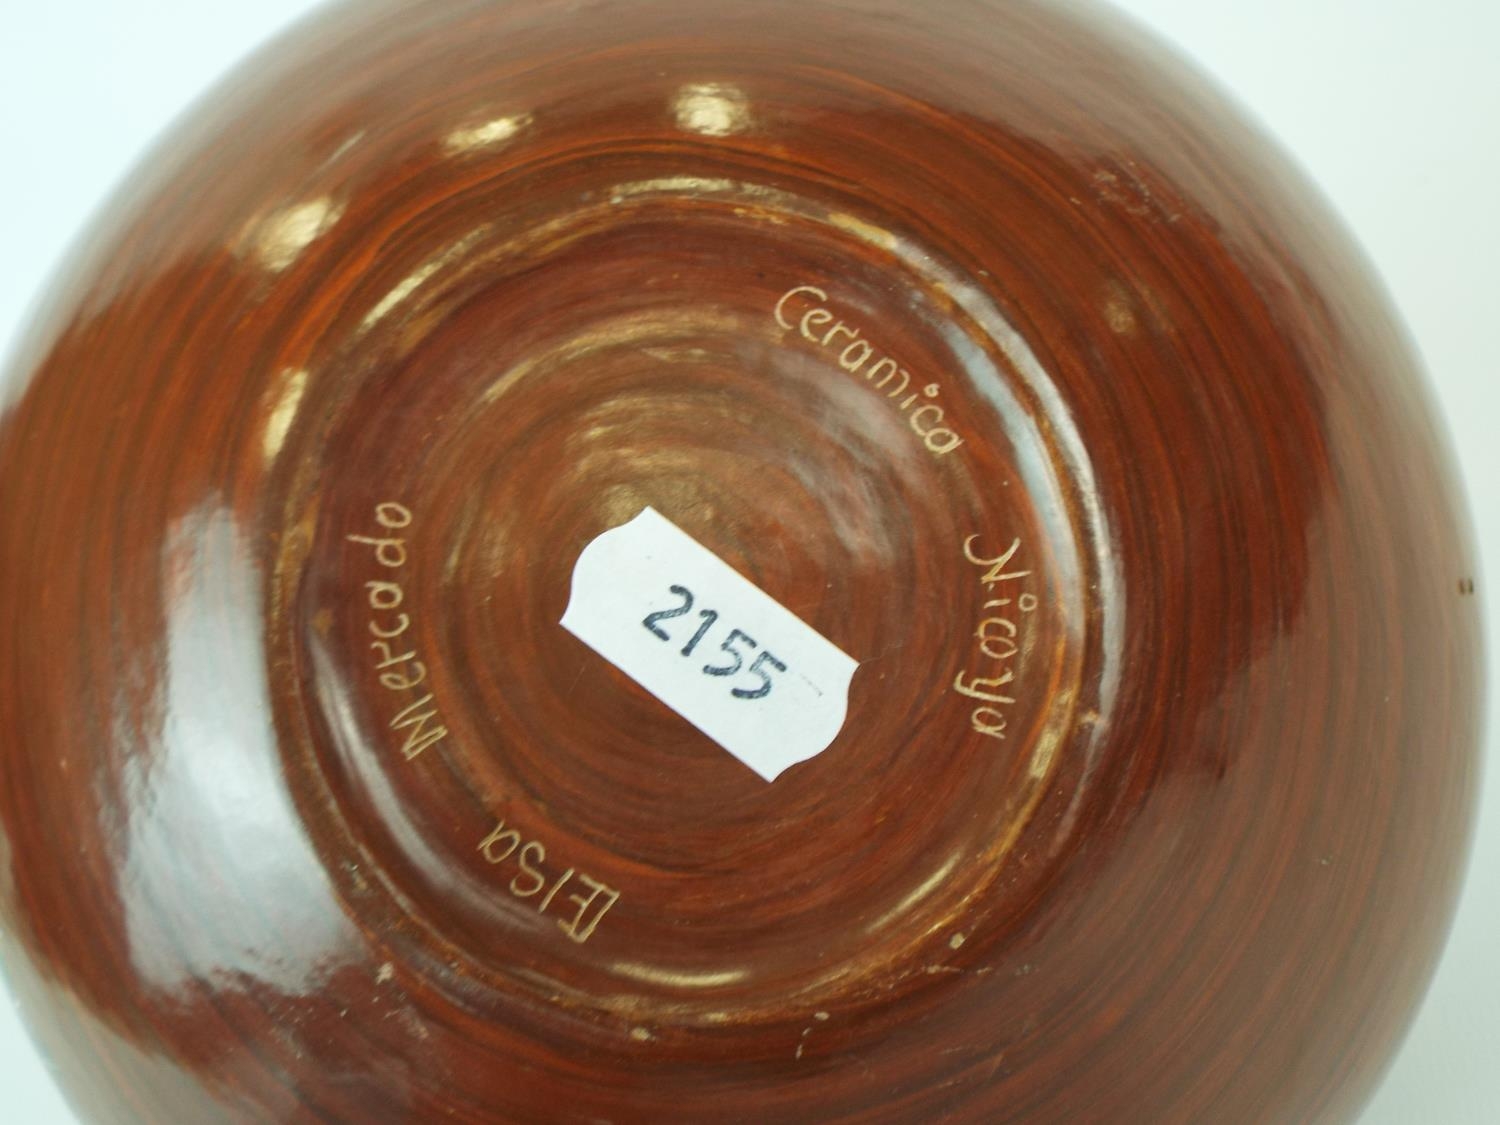 Ceramica Nicoya
Elsa Mercado
2155